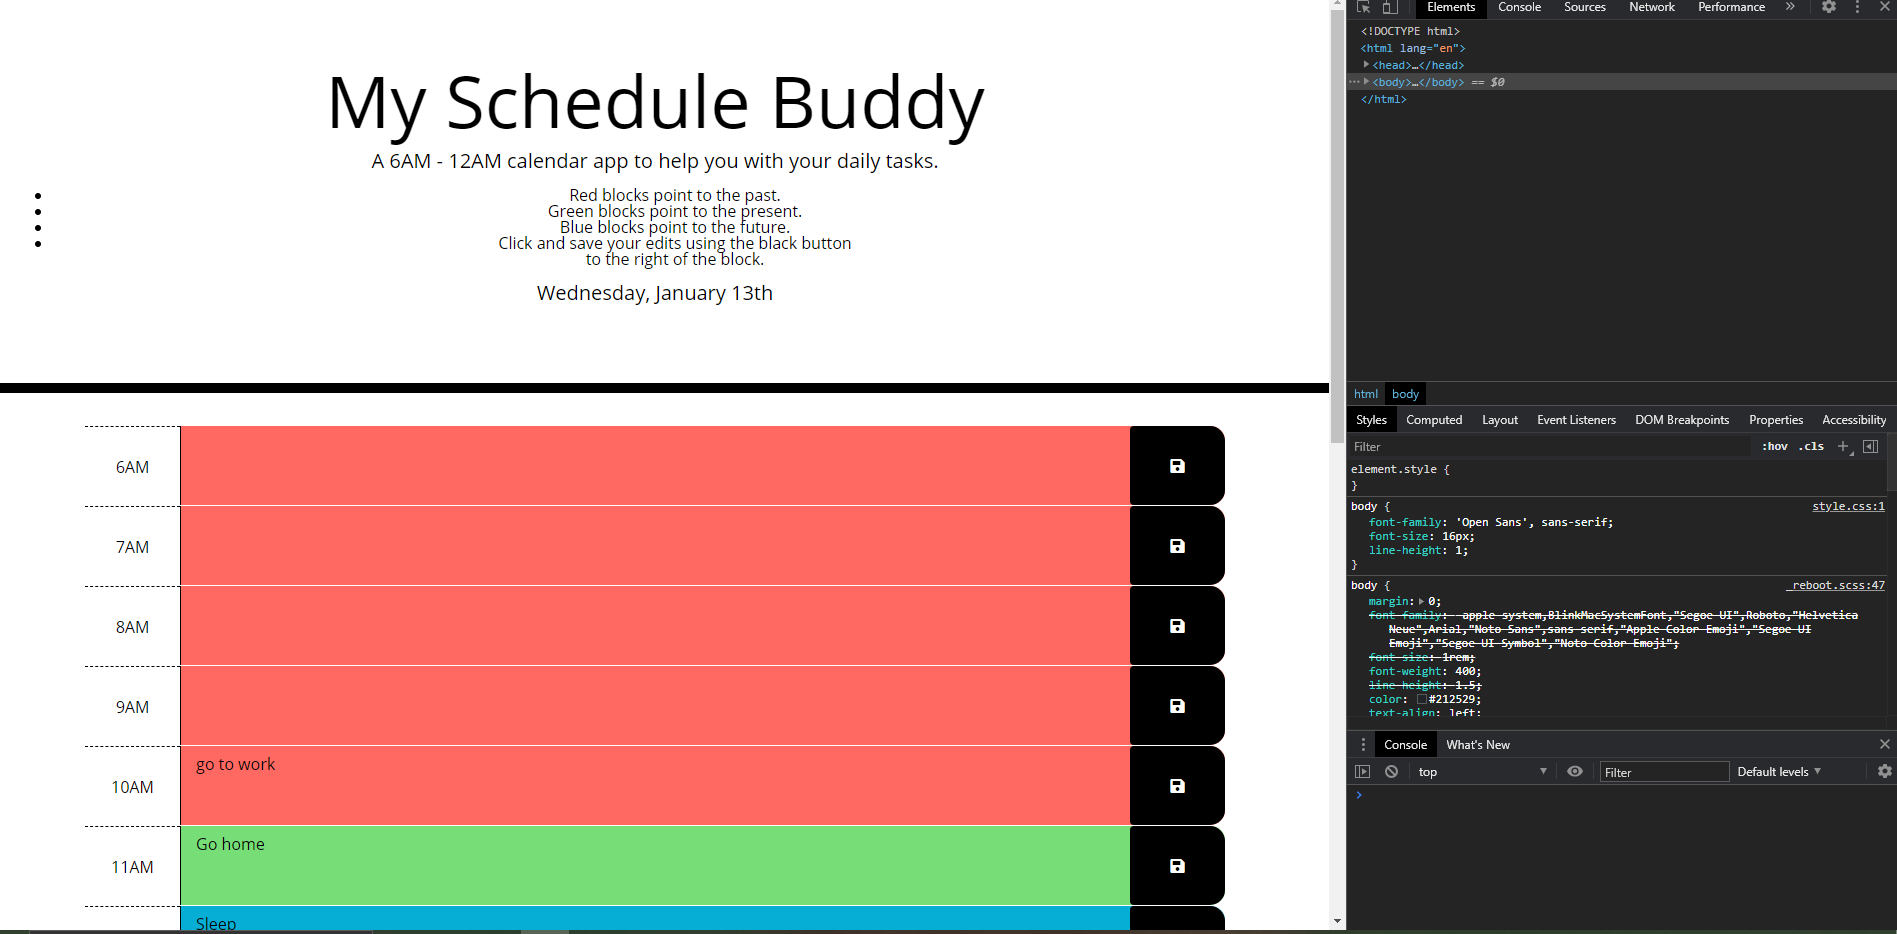 My Schedule Buddy
A 6AM - 12AM calendar app to help you with your daily tasks.
Red blocks point to the past.
Green blocks point to the present.
Blue blocks point to the future.
Click and save your edits using the black button
to the right of the block.
Wednesday, January 13th
6AM
7AM
8AM
9AM
go to work
10AM
Go home
11AM
Sleep
Elements Console Sources Network Performance »
<!DOCTYPE html>
<html lang="en">
<head>…</head>
<body>…</body> == $0
</html>
html body
Styles Computed Layout Event Listeners DOM Breakpoints Properties Accessibility
Filter :hov .cls +
element.style {
}
body { style.css:1
font-family: 'Open Sans', sans-serif;
font-size: 16px;
line-height: 1;
}
body { _reboot.scss:47
margin: 0;
font-family: -apple-system,BlinkMacSystemFont,"Segoe UI",Roboto,"Helvetica
Neue",Arial,"Noto Sans",sans-serif,"Apple Color Emoji","Segoe UI
Emoji","Segoe UI Symbol","Noto Color Emoji";
font-size: 1rem;
font-weight: 400;
line-height: 1.5;
color: #212529;
text-align: left;
Console What's New
top Filter Default levels